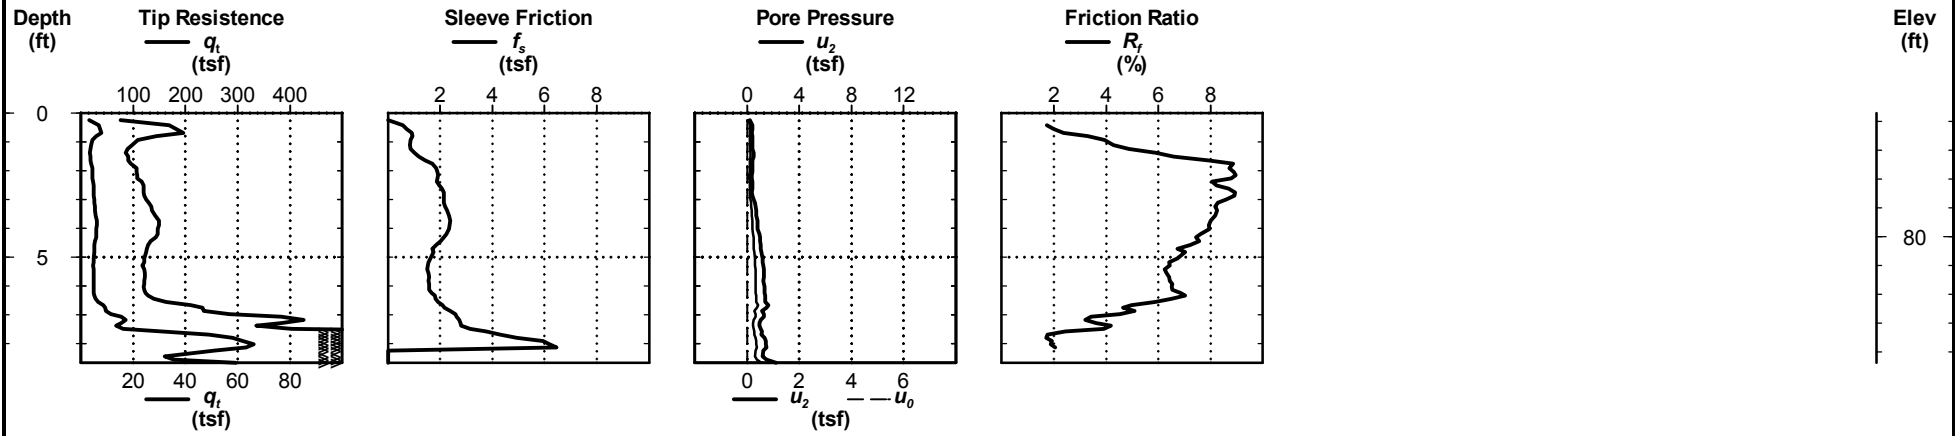 Depth
(ft)
Tip Resistence
qt
(tsf)
Sleeve Friction
fs
(tsf)
Pore Pressure
u2
(tsf)
Friction Ratio
Rf
(%)
Elev
(ft)
100 200 300 400
2 4 6 8
0 4 8 12
2 4 6 8
0
5
80
20 40 60 80
qt
(tsf)
0 2 4 6
u2 u0
(tsf)